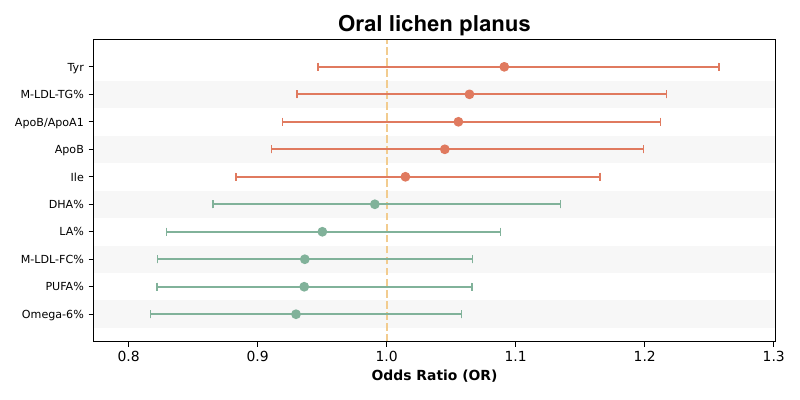 Oral lichen planus
Tyr
M-LDL-TG%
ApoB/ApoA1
ApoB
Ile
DHA%
LA%
M-LDL-FC%
PUFA%
Omega-6%
0.8 0.9 1.0 1.1 1.2 1.3
Odds Ratio (OR)